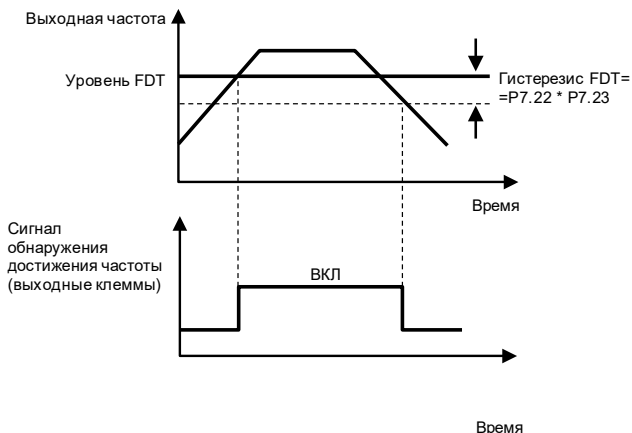 Выходная частота
Уровень FDT
Гистерезис FDT=
=P7.22 * P7.23
Время
Сигнал
обнаружения
достижения частоты
(выходные клеммы)
ВКЛ
Время